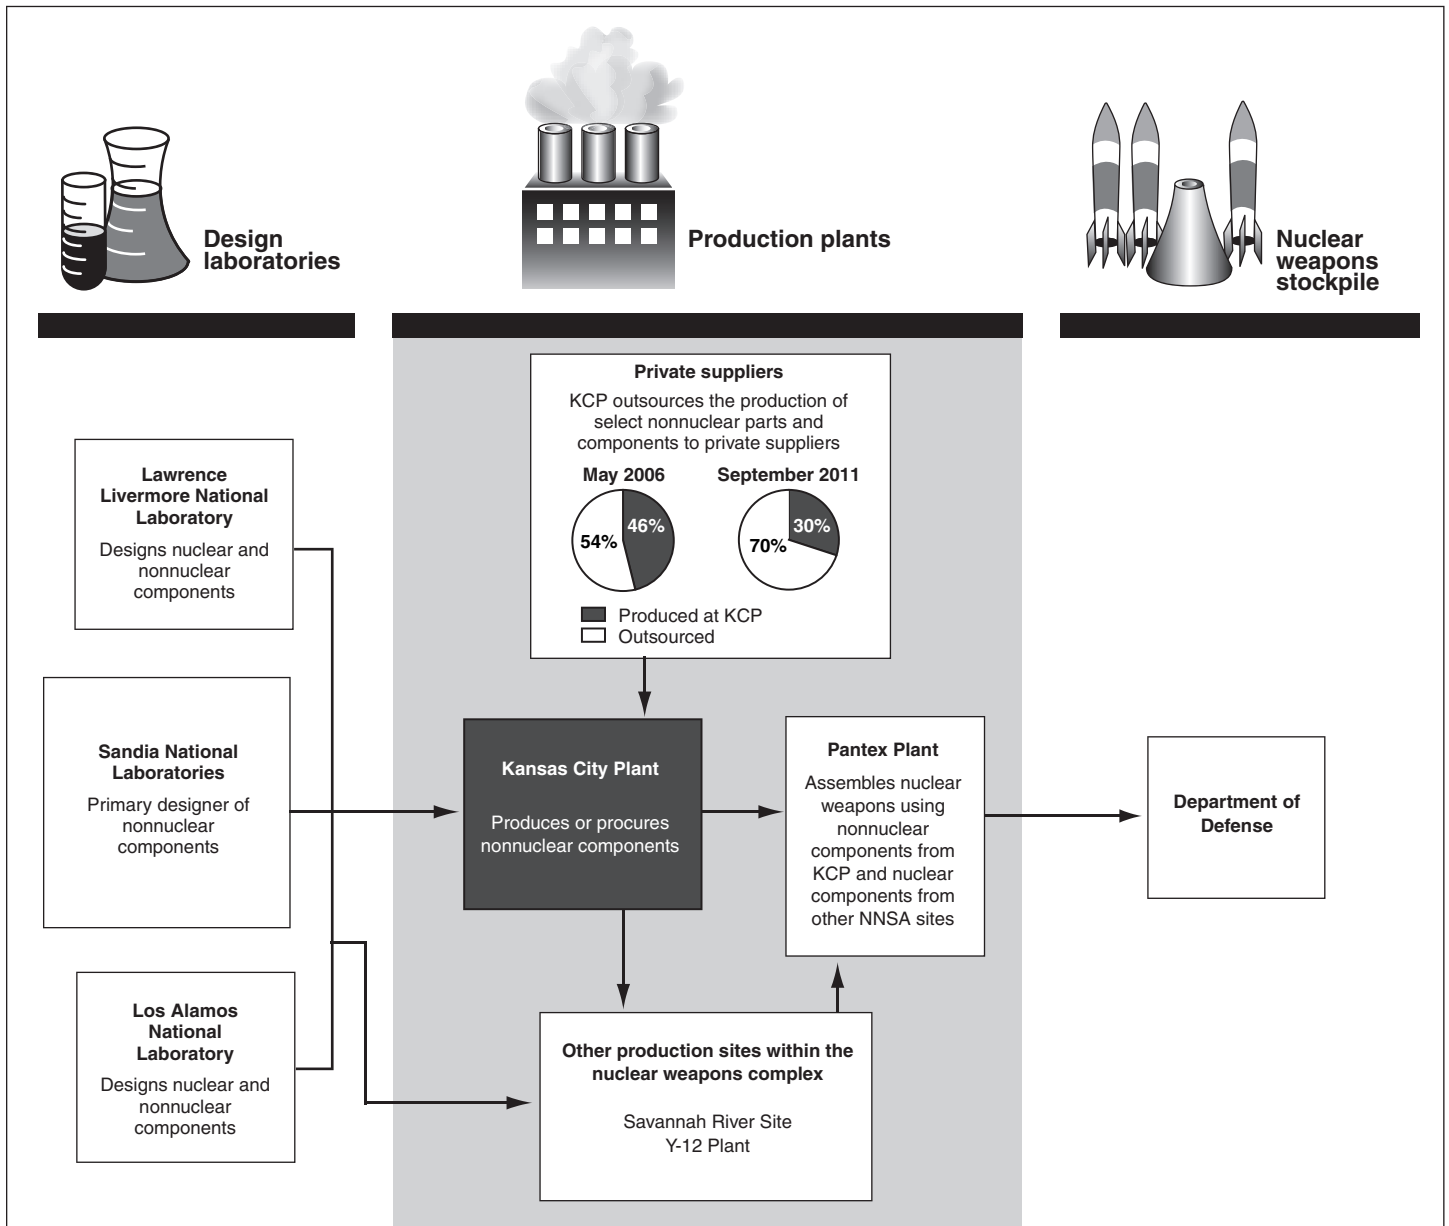 Design
laboratories
Production plants
Nuclear
weapons
stockpile
Lawrence
Livermore National
Laboratory
Designs nuclear and
nonnuclear
components
Sandia National
Laboratories
Primary designer of
nonnuclear
components
Los Alamos
National
Laboratory
Designs nuclear and
nonnuclear
components
Private suppliers
KCP outsources the production of
select nonnuclear parts and
components to private suppliers
May 2006
54%
46%
September 2011
70%
30%
Produced at KCP
Outsourced
Kansas City Plant
Produces or procures
nonnuclear components
Pantex Plant
Assembles nuclear
weapons using
nonnuclear
components from
KCP and nuclear
components from
other NNSA sites
Other production sites within the
nuclear weapons complex
Savannah River Site
Y-12 Plant
Department of
Defense